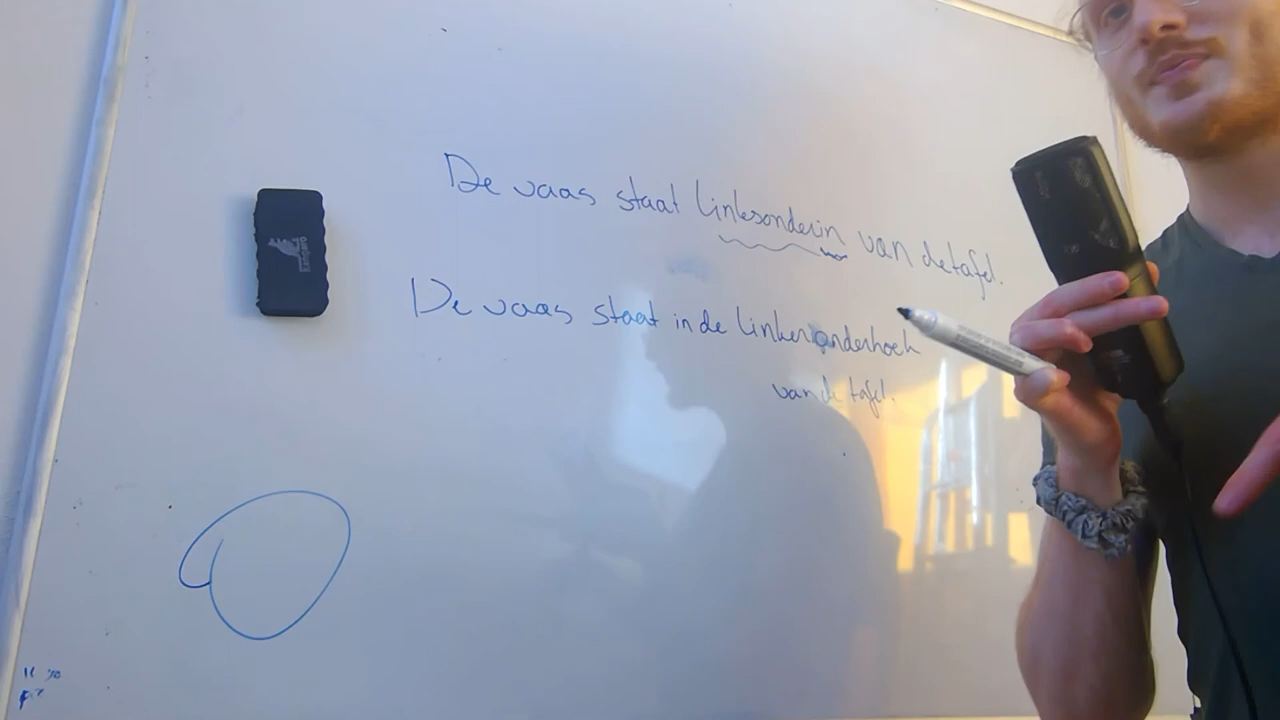 De vaas staat linksonderin van de tafel.
De vaas staat in de linkeronderhoek
van de tafel.